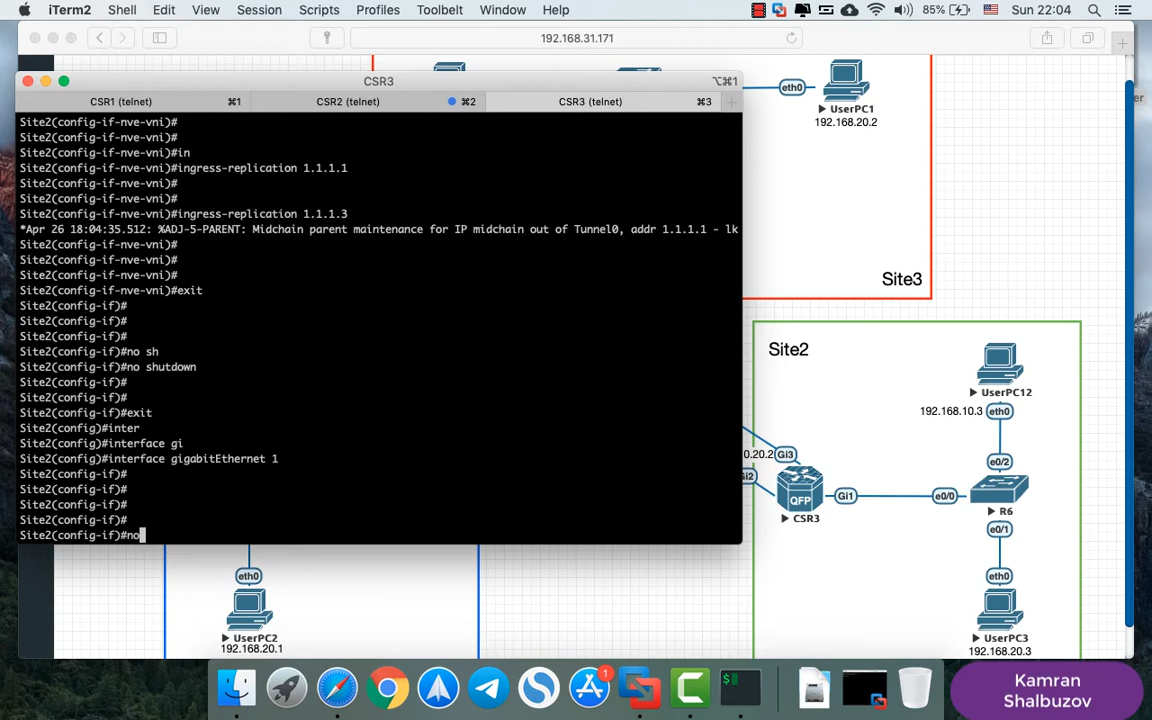 iTerm2 Shell Edit View Session Scripts Profiles Toolbelt Window Help 85% Sun 22:04
192.168.31.171
CSR3 ⌥⌘1
CSR1 (telnet) ⌘1 CSR2 (telnet) ⌘2 CSR3 (telnet) ⌘3
Site2(config-if-nve-vni)#
Site2(config-if-nve-vni)#
Site2(config-if-nve-vni)#in
Site2(config-if-nve-vni)#ingress-replication 1.1.1.1
Site2(config-if-nve-vni)#
Site2(config-if-nve-vni)#
Site2(config-if-nve-vni)#ingress-replication 1.1.1.3
*Apr 26 18:04:35.512: %ADJ-5-PARENT: Midchain parent maintenance for IP midchain out of Tunnel0, addr 1.1.1.1 - lk
Site2(config-if-nve-vni)#
Site2(config-if-nve-vni)#
Site2(config-if-nve-vni)#
Site2(config-if-nve-vni)#exit
Site2(config-if)#
Site2(config-if)#
Site2(config-if)#
Site2(config-if)#no sh
Site2(config-if)#no shutdown
Site2(config-if)#
Site2(config-if)#
Site2(config-if)#exit
Site2(config)#inter
Site2(config)#interface gi
Site2(config)#interface gigabitEthernet 1
Site2(config-if)#
Site2(config-if)#
Site2(config-if)#
Site2(config-if)#
Site2(config-if)#no
eth0
UserPC1
192.168.20.2
Site3
Site2
UserPC12
192.168.10.3 eth0
0.20.2 Gi3
e0/2
Gi2
QFP
Gi1
e0/0
CSR3
R6
e0/1
eth0
UserPC3
192.168.20.3
eth0
UserPC2
192.168.20.1
1
Kamran
Shalbuzov